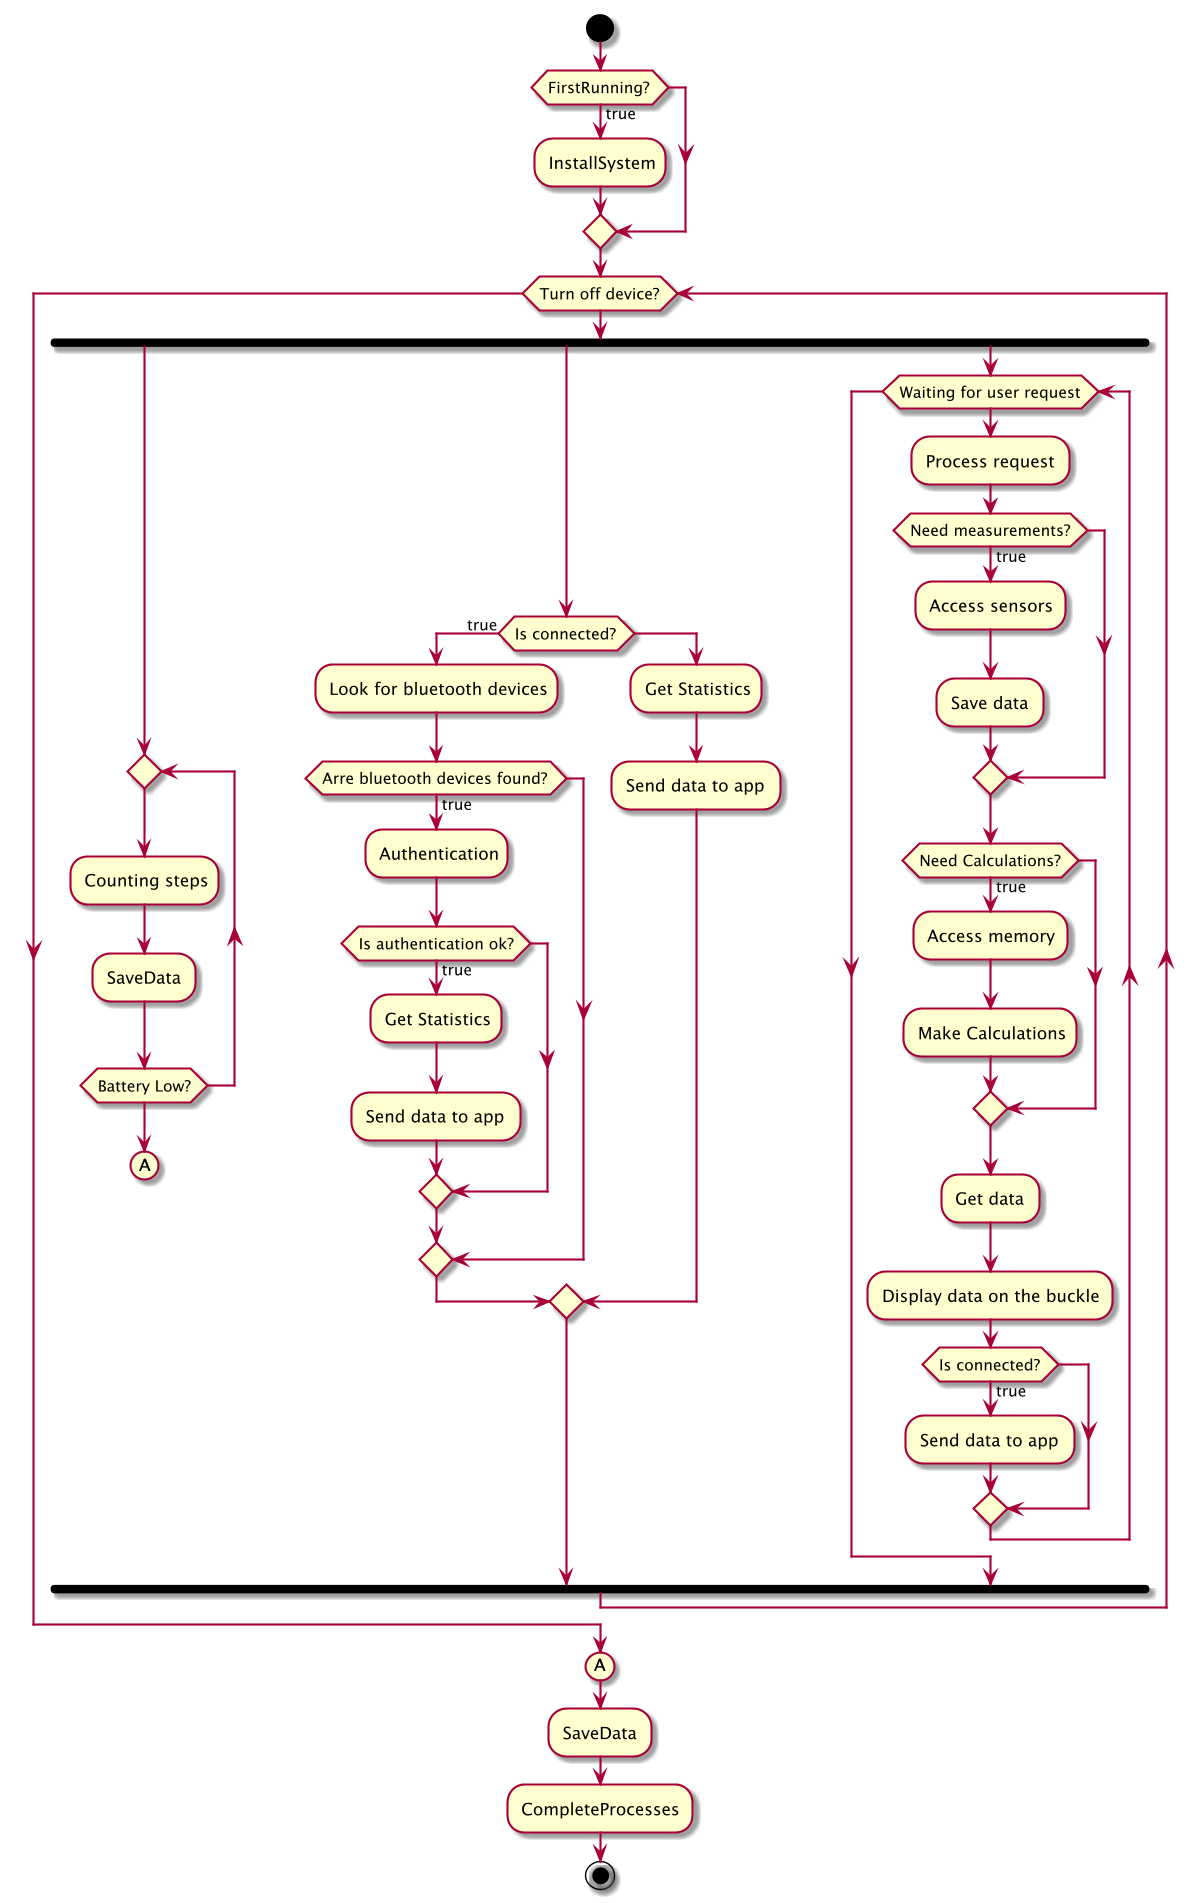 FirstRunning?
true
InstallSystem
Turn off device?
Counting steps
SaveData
Battery Low?
A
Is connected?
true
Look for bluetooth devices
Arre bluetooth devices found?
true
Authentication
Is authentication ok?
true
Get Statistics
Send data to app
Get Statistics
Send data to app
Waiting for user request
Process request
Need measurements?
true
Access sensors
Save data
Need Calculations?
true
Access memory
Make Calculations
Get data
Display data on the buckle
Is connected?
true
Send data to app
A
SaveData
CompleteProcesses